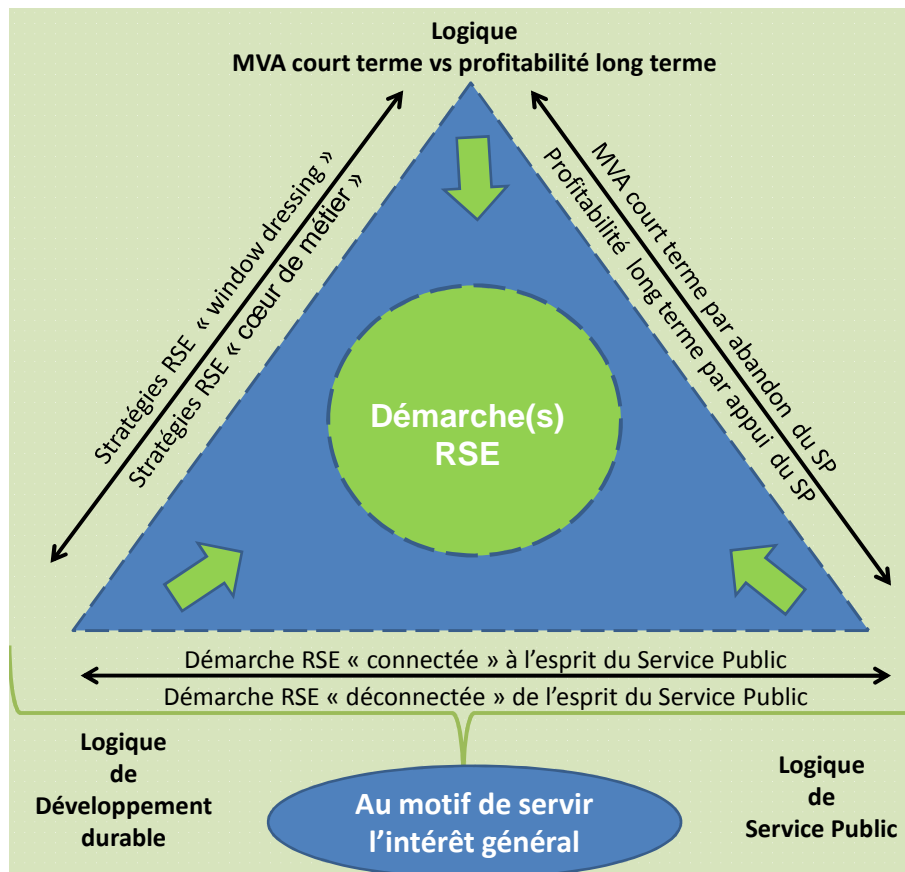 Logique
MVA court terme vs profitabilité long terme
Stratégies RSE « window dressing »
Stratégies RSE « cœur de métier »
MVA court terme par abandon du SP
Profitabilité long terme par appui du SP
Démarche(s)
RSE
Démarche RSE « connectée » à l’esprit du Service Public
Démarche RSE « déconnectée » de l’esprit du Service Public
Logique
de
Développement
durable
Au motif de servir
l’intérêt général
Logique
de
Service Public